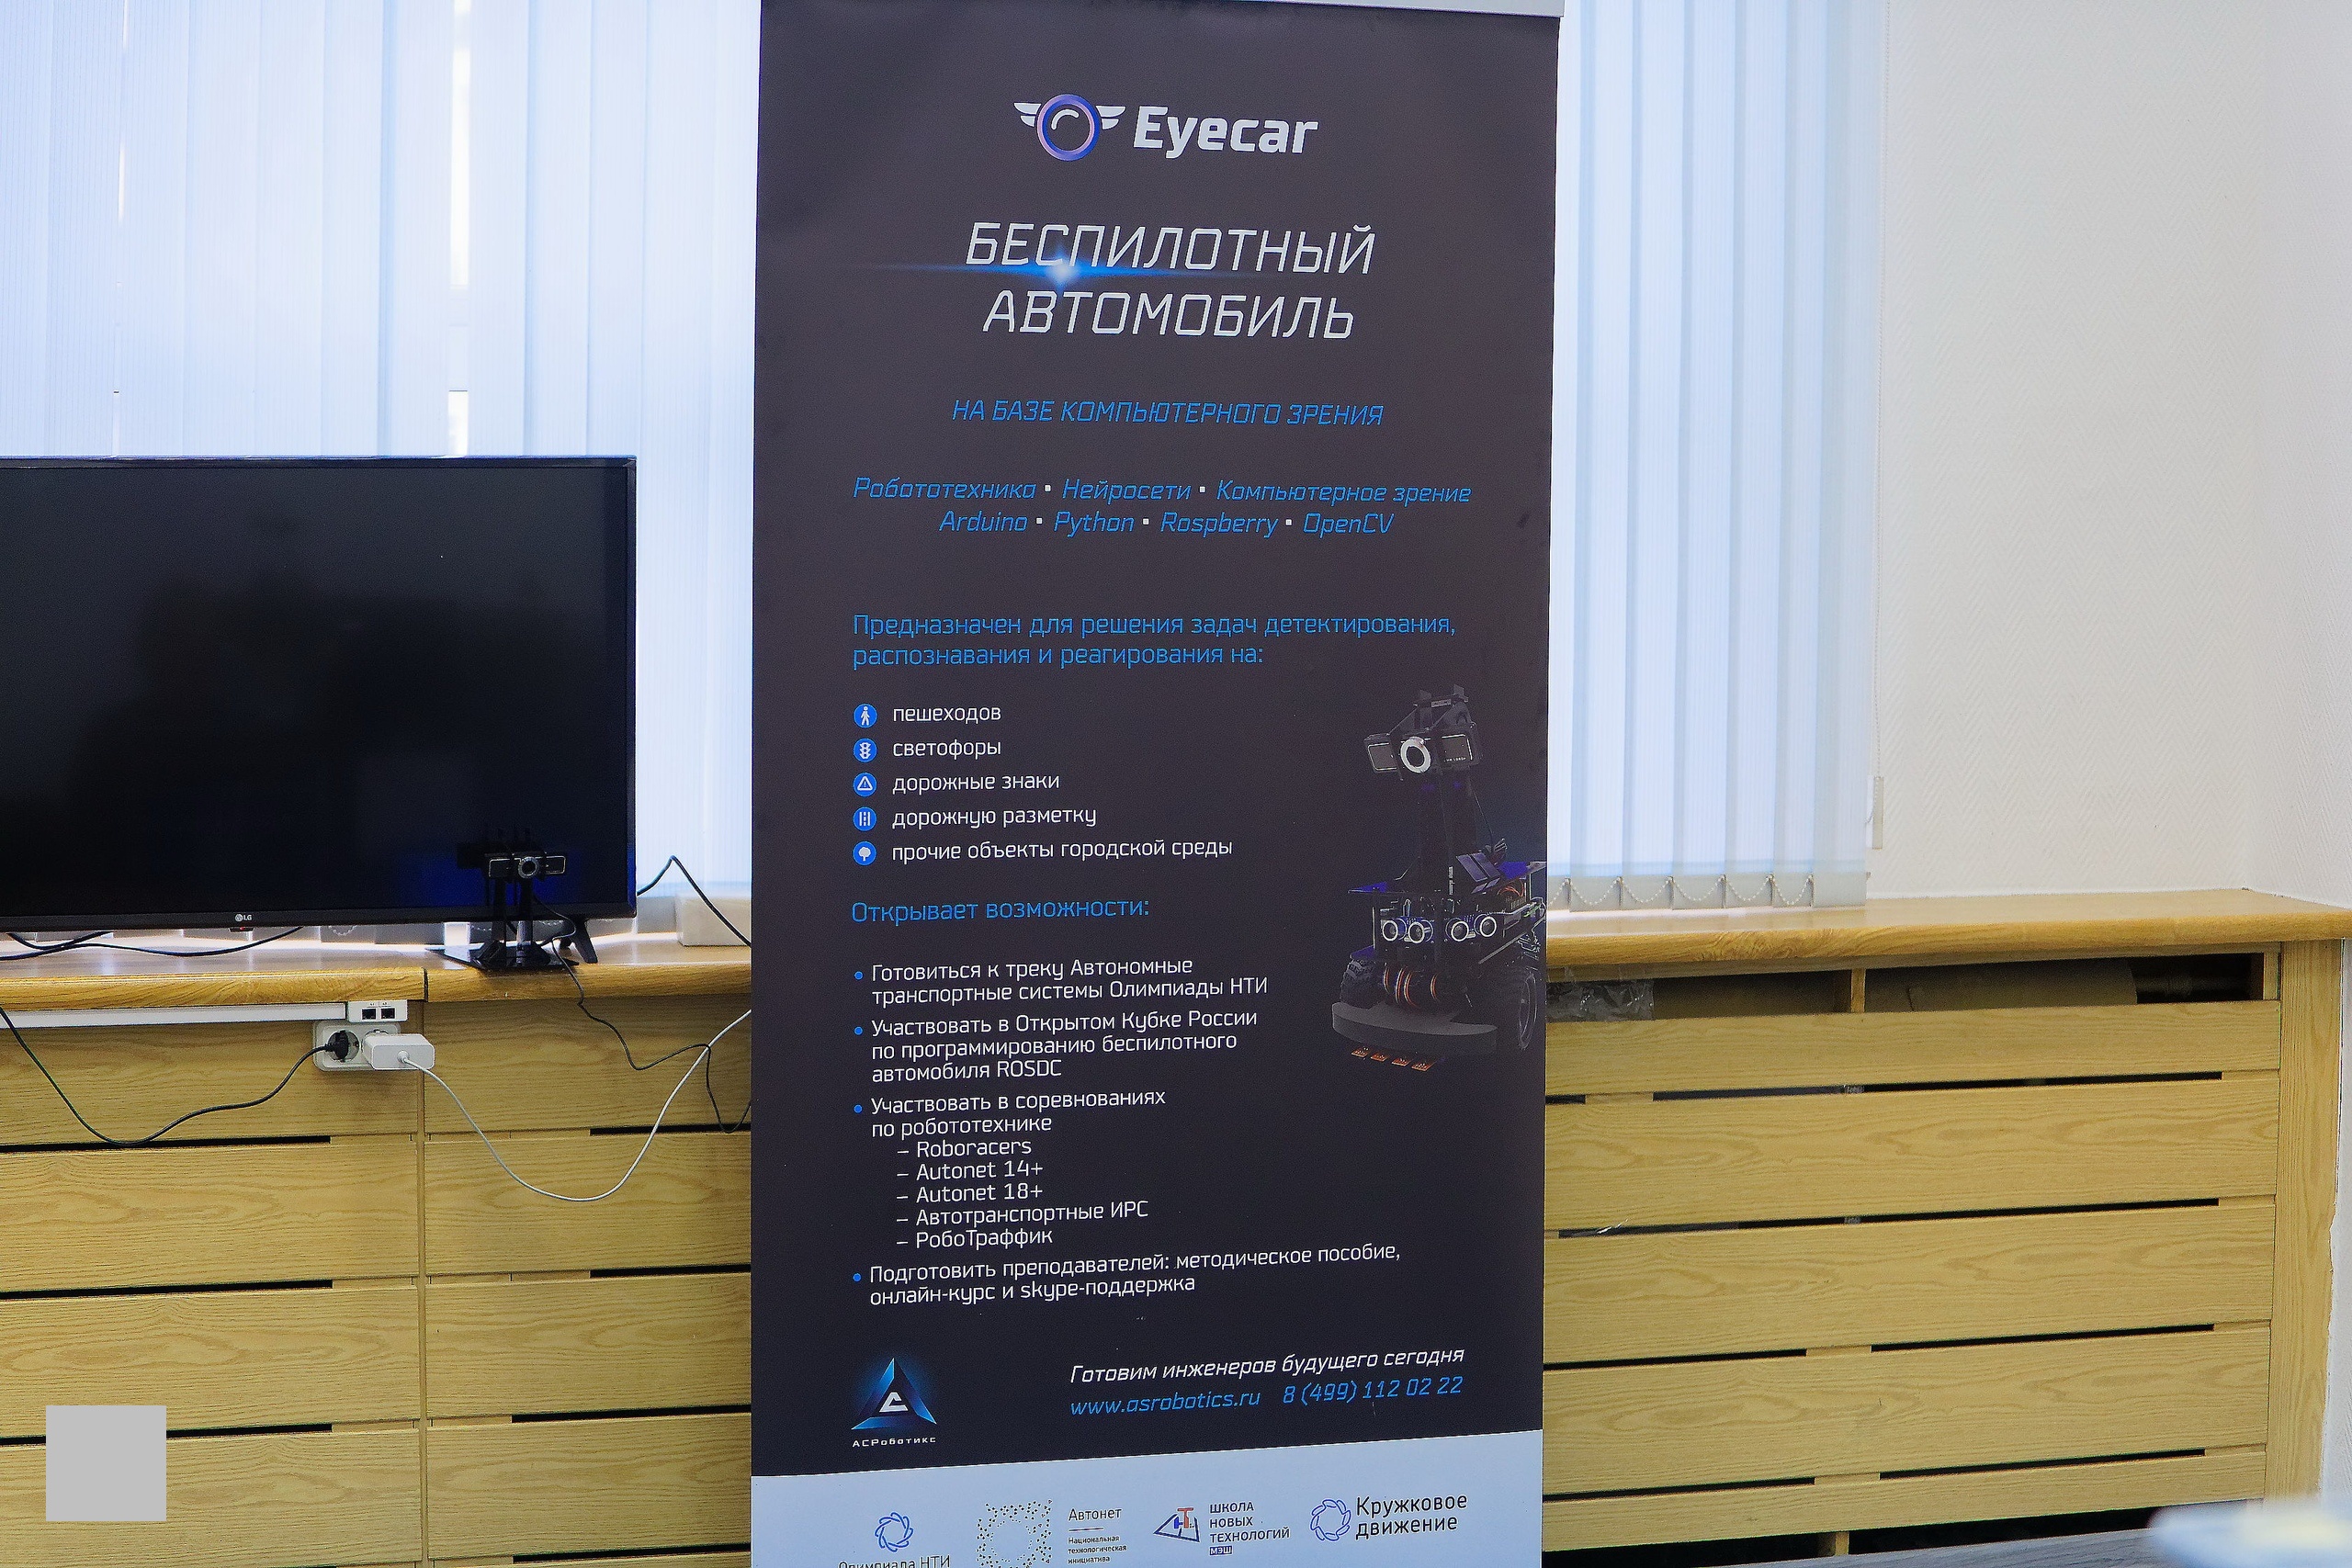 Eyecar
БЕСПИЛОТНЫЙ
АВТОМОБИЛЬ
НА БАЗЕ КОМПЬЮТЕРНОГО ЗРЕНИЯ
Робототехника • Нейросети • Компьютерное зрение
Arduino • Python • Rospberry • OpenCV
Предназначен для решения задач детектирования,
распознавания и реагирования на:
пешеходов
светофоры
дорожные знаки
дорожную разметку
прочие объекты городской среды
Открывает возможности:
• Готовиться к треку Автономные
транспортные системы Олимпиады НТИ
• Участвовать в Открытом Кубке России
по программированию беспилотного
автомобиля ROSDC
• Участвовать в соревнованиях
по робототехнике
– Roboracers
– Autonet 14+
– Autonet 18+
– Автотранспортные ИРС
– РобоТраффик
• Подготовить преподавателей: методическое пособие,
онлайн-курс и skype-поддержка
Готовим инженеров будущего сегодня
www.asrobotics.ru 8 (499) 112 02 22
АСРоботикс
Олимпиада НТИ
Автонет
Национальная
технологическая
инициатива
ШКОЛА
НОВЫХ
ТЕХНОЛОГИЙ
МЭШ
Кружковое
движение
LG